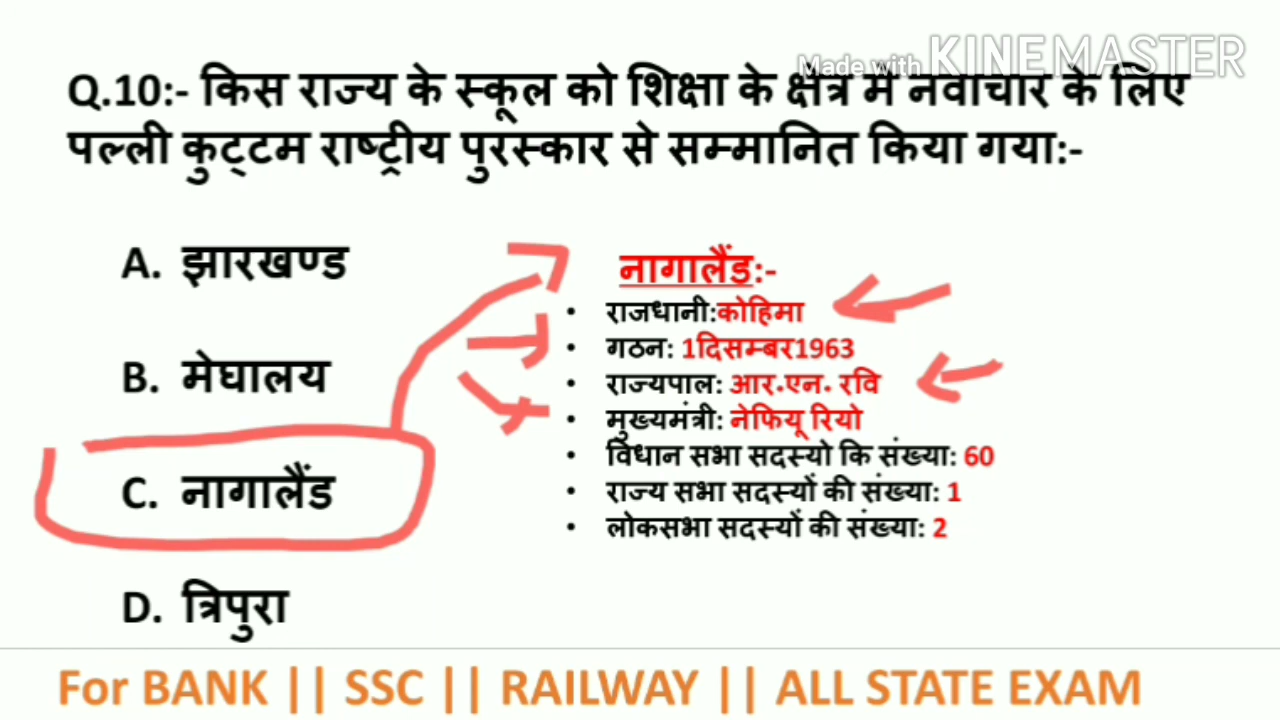 Made with KINEMASTER
Q.10:- किस राज्य के स्कूल को शिक्षा के क्षेत्र में नवाचार के लिए
पल्ली कुट्टम राष्ट्रीय पुरस्कार से सम्मानित किया गया:-
A. झारखण्ड
B. मेघालय
C. नागालैंड
D. त्रिपुरा
नागालैंड:-
• राजधानी:कोहिमा
• गठन: 1दिसम्बर1963
• राज्यपाल: आर.एन. रवि
• मुख्यमंत्री: नेफियू रियो
• विधान सभा सदस्यो कि संख्या: 60
• राज्य सभा सदस्यों की संख्या: 1
• लोकसभा सदस्यों की संख्या: 2
For BANK || SSC || RAILWAY || ALL STATE EXAM